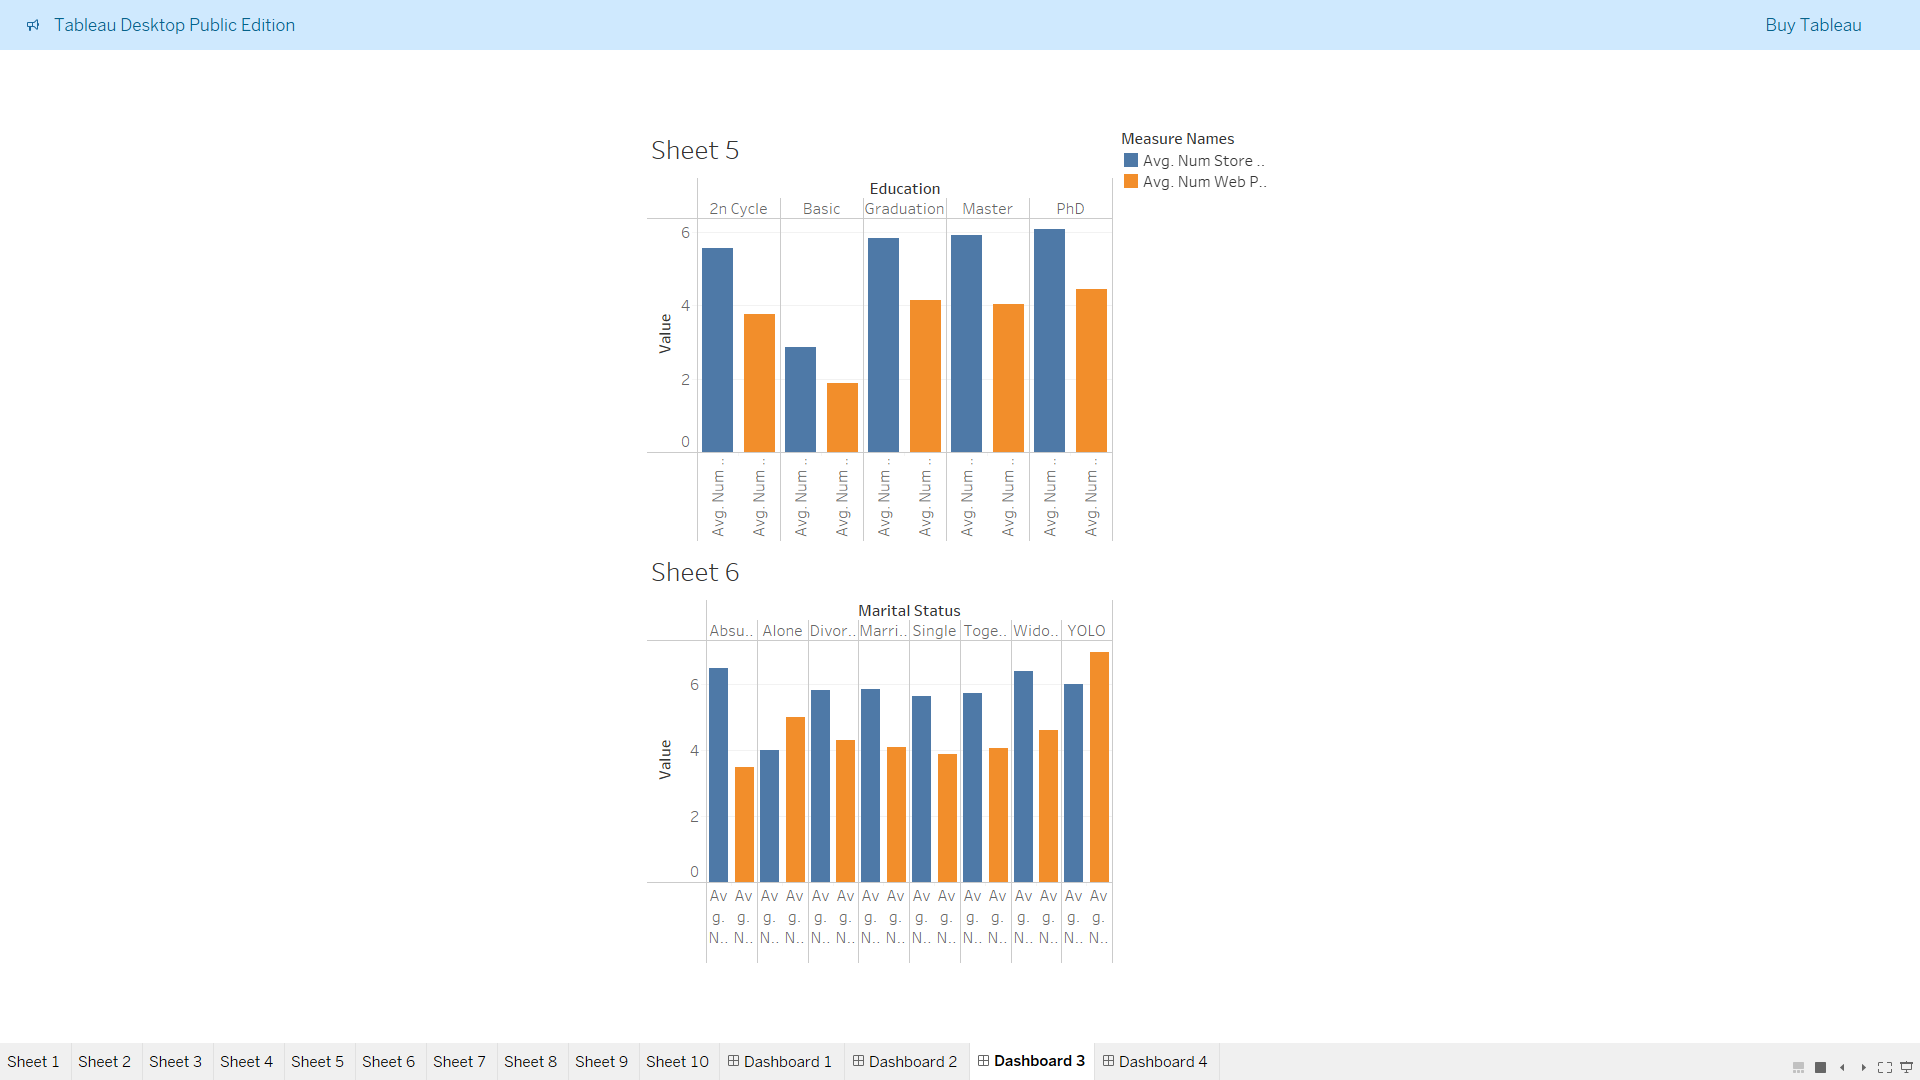 Tableau Desktop Public Edition
Buy Tableau
Sheet 5
Measure Names
Avg. Num Store ..
Avg. Num Web P..
Education
2n Cycle Basic Graduation Master PhD
6
4
2
0
Value
Avg. Num .. Avg. Num .. Avg. Num .. Avg. Num .. Avg. Num .. Avg. Num .. Avg. Num .. Avg. Num .. Avg. Num .. Avg. Num ..
Sheet 6
Marital Status
Absu.. Alone Divor.. Marri.. Single Toge.. Wido.. YOLO
6
4
2
0
Value
Av Av Av Av Av Av Av Av Av Av Av Av Av Av Av Av
g. g. g. g. g. g. g. g. g. g. g. g. g. g. g. g.
N.. N.. N.. N.. N.. N.. N.. N.. N.. N.. N.. N.. N.. N.. N.. N..
Sheet 1 Sheet 2 Sheet 3 Sheet 4 Sheet 5 Sheet 6 Sheet 7 Sheet 8 Sheet 9 Sheet 10 Dashboard 1 Dashboard 2 Dashboard 3 Dashboard 4